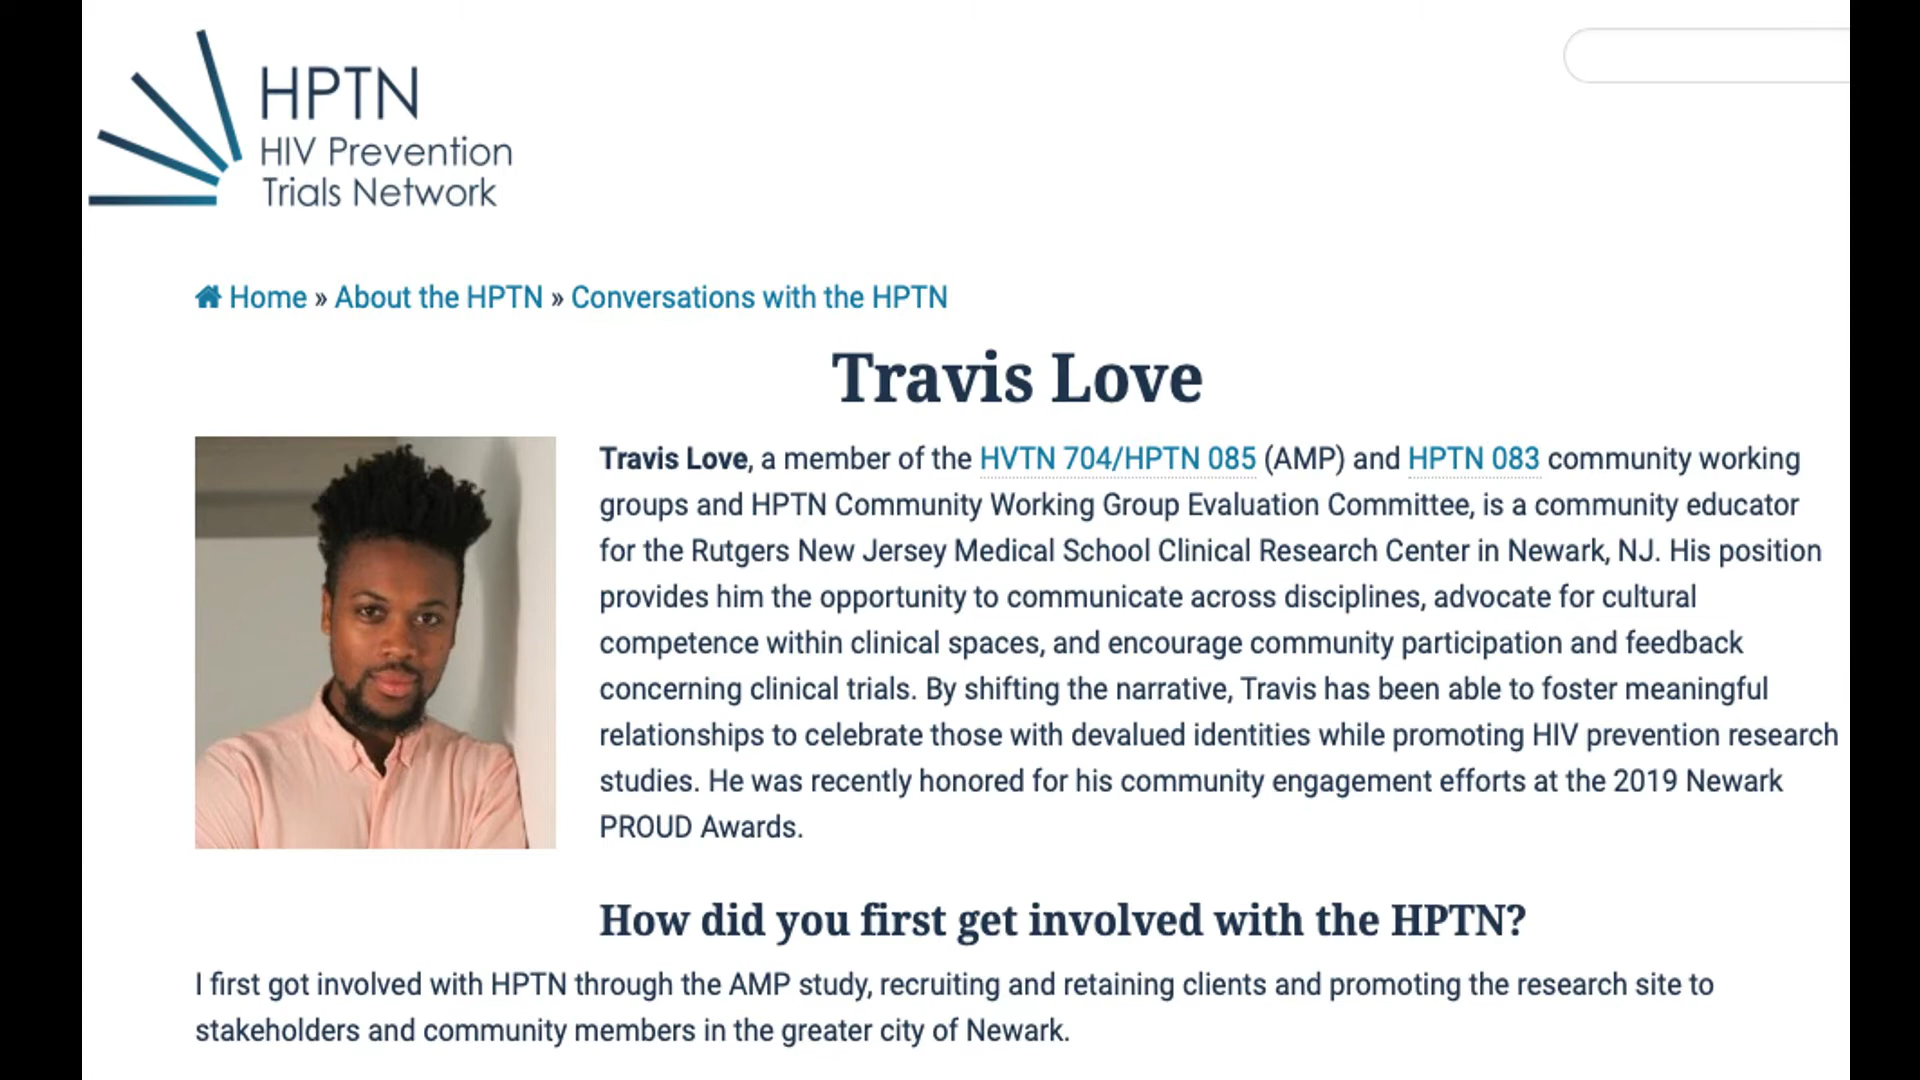 HPTN
HIV Prevention
Trials Network
Home » About the HPTN » Conversations with the HPTN
Travis Love
Travis Love, a member of the HVTN 704/HPTN 085 (AMP) and HPTN 083 community working
groups and HPTN Community Working Group Evaluation Committee, is a community educator
for the Rutgers New Jersey Medical School Clinical Research Center in Newark, NJ. His position
provides him the opportunity to communicate across disciplines, advocate for cultural
competence within clinical spaces, and encourage community participation and feedback
concerning clinical trials. By shifting the narrative, Travis has been able to foster meaningful
relationships to celebrate those with devalued identities while promoting HIV prevention research
studies. He was recently honored for his community engagement efforts at the 2019 Newark
PROUD Awards.
How did you first get involved with the HPTN?
I first got involved with HPTN through the AMP study, recruiting and retaining clients and promoting the research site to
stakeholders and community members in the greater city of Newark.